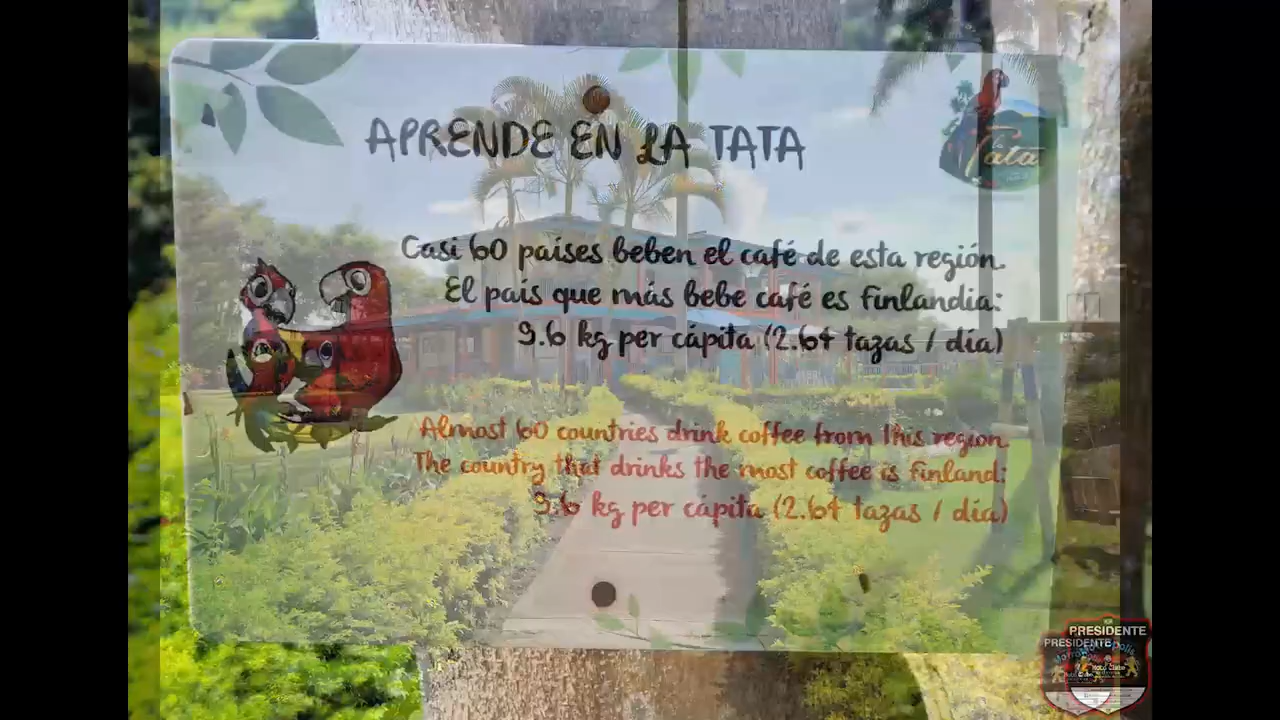 APRENDE EN LA TATA
la
Tata
Casi 60 países beben el café de esta región.
El país que más bebe café es Finlandia:
9.6 kg per cápita (2.64 tazas / día)
Almost 60 countries drink coffee from this region.
The country that drinks the most coffee is Finland:
9.6 kg per cápita (2.64 tazas / día)
PRESIDENTE
PRESIDENTE